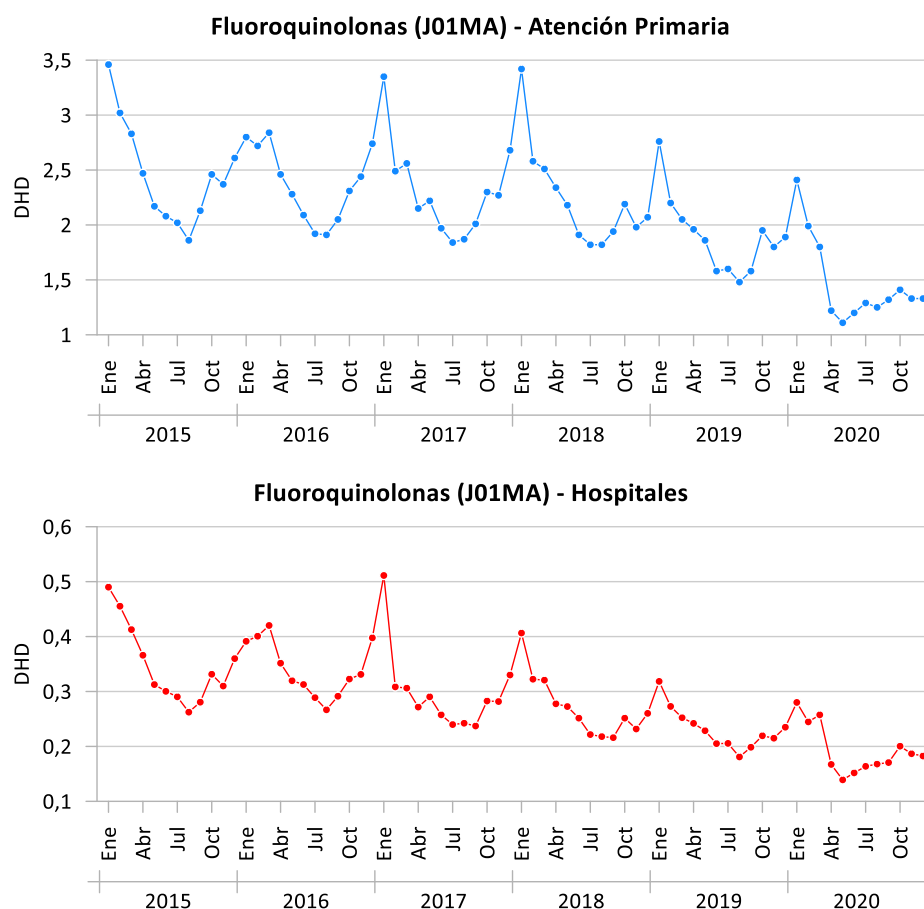 Fluoroquinolonas (J01MA) - Atención Primaria
3,5
3
2,5
2
1,5
1
DHD
Ene Abr Jul Oct Ene Abr Jul Oct Ene Abr Jul Oct Ene Abr Jul Oct Ene Abr Jul Oct Ene Abr Jul Oct
2015 2016 2017 2018 2019 2020
Fluoroquinolonas (J01MA) - Hospitales
0,6
0,5
0,4
0,3
0,2
0,1
DHD
Ene Abr Jul Oct Ene Abr Jul Oct Ene Abr Jul Oct Ene Abr Jul Oct Ene Abr Jul Oct Ene Abr Jul Oct
2015 2016 2017 2018 2019 2020